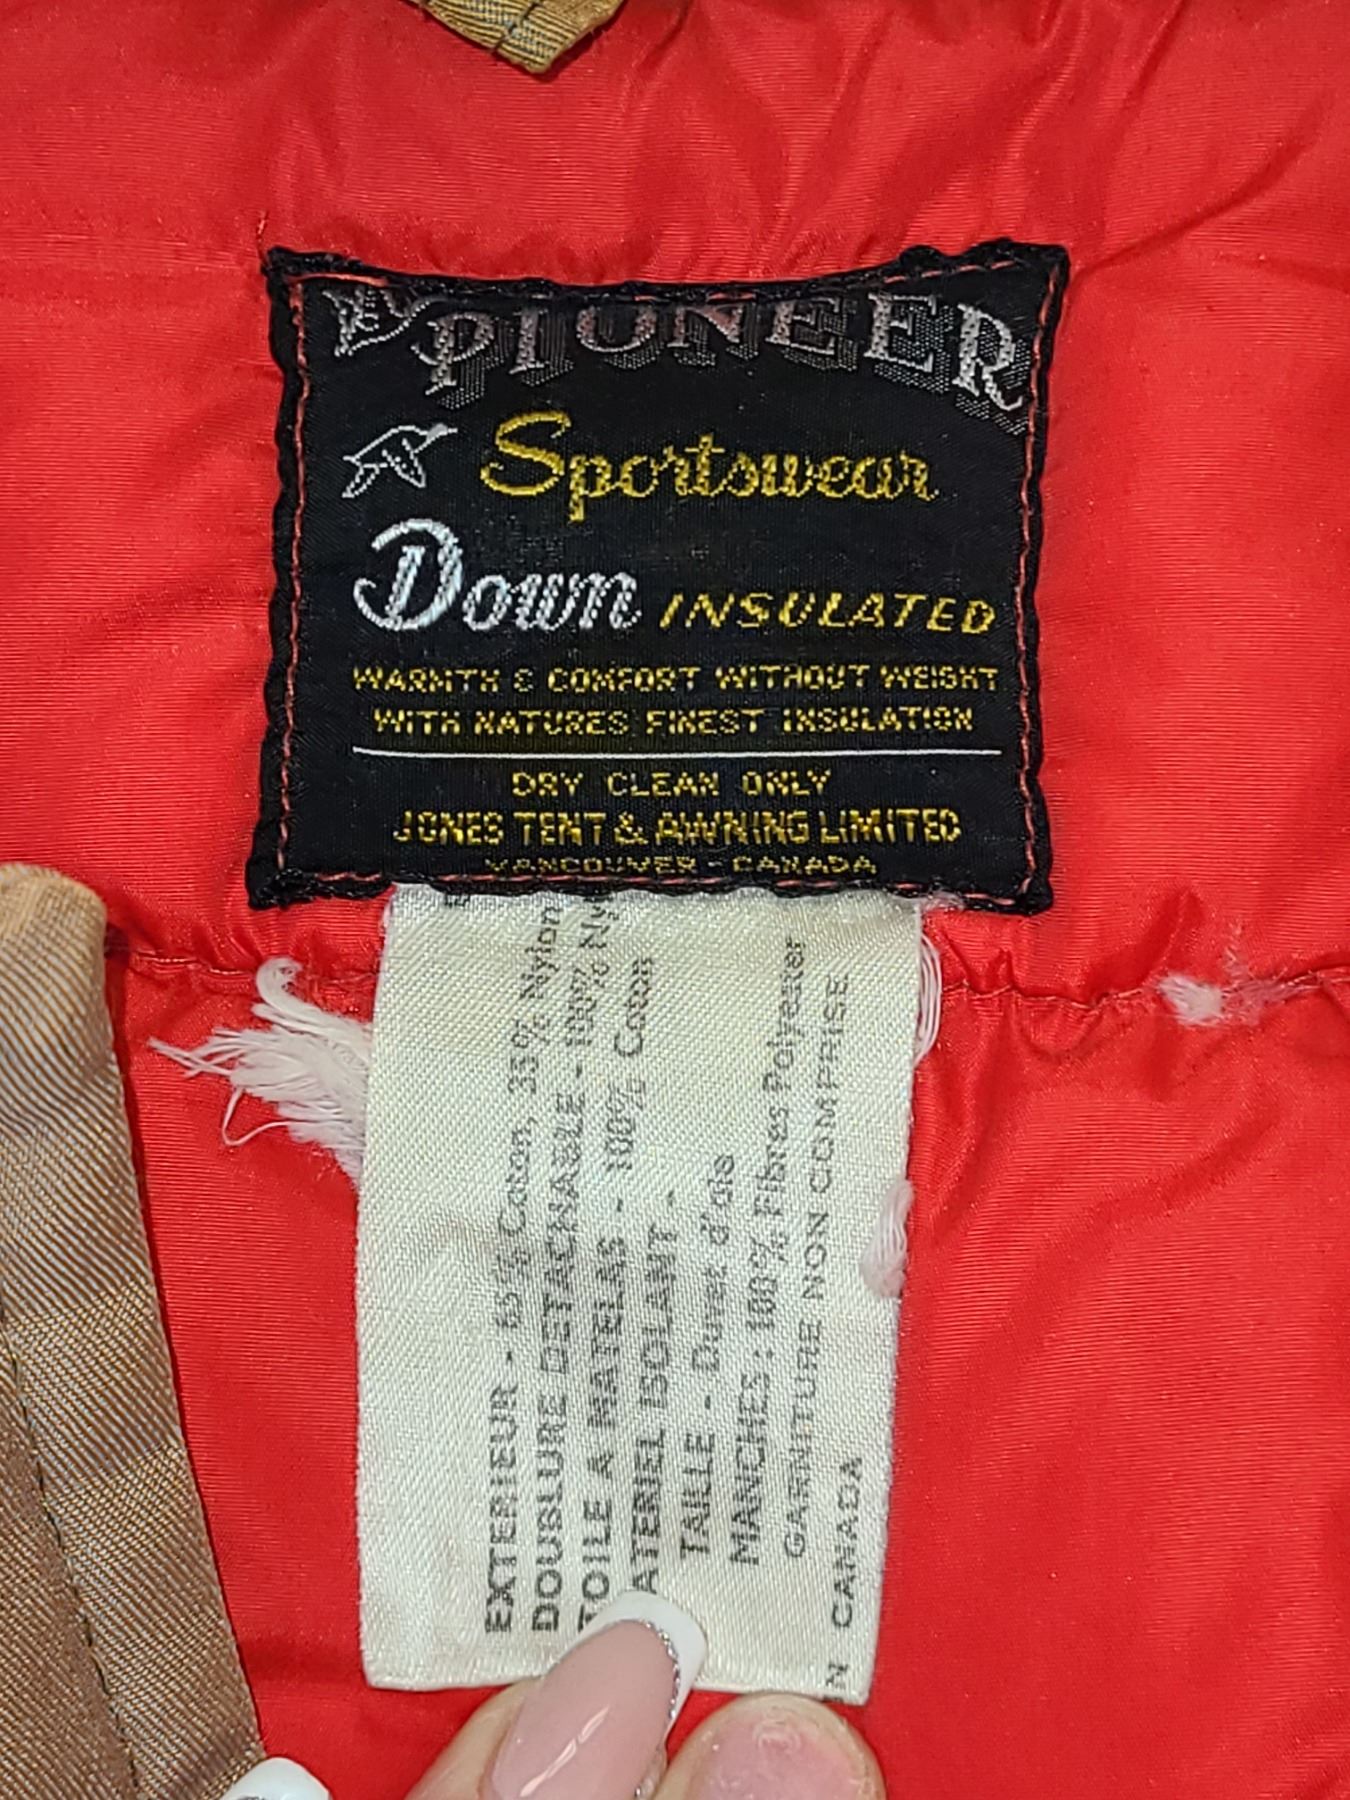 PIONEER
Sportswear
Down INSULATED
WARMTH & COMFORT WITHOUT WEIGHT
WITH NATURES FINEST INSULATION
DRY CLEAN ONLY
JONES TENT & AWNING LIMITED
VANCOUVER - CANADA
EXTERIEUR - 65% Coton, 35% Nylon
DOUBLURE DETACHABLE - 100% Ny
TOILE A MATELAS - 100% Coton
ATERIEL ISOLANT -
TAILLE - Duvet d'oie
MANCHES: 100% Fibres Polyester
GARNITURE NON COMPRISE
N CANADA